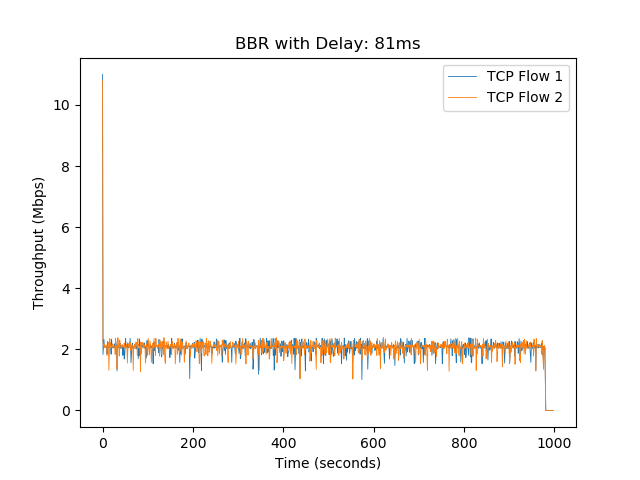 BBR with Delay: 81ms
TCP Flow 1
TCP Flow 2
Throughput (Mbps)
10
8
6
4
2
0
0 200 400 600 800 1000
Time (seconds)